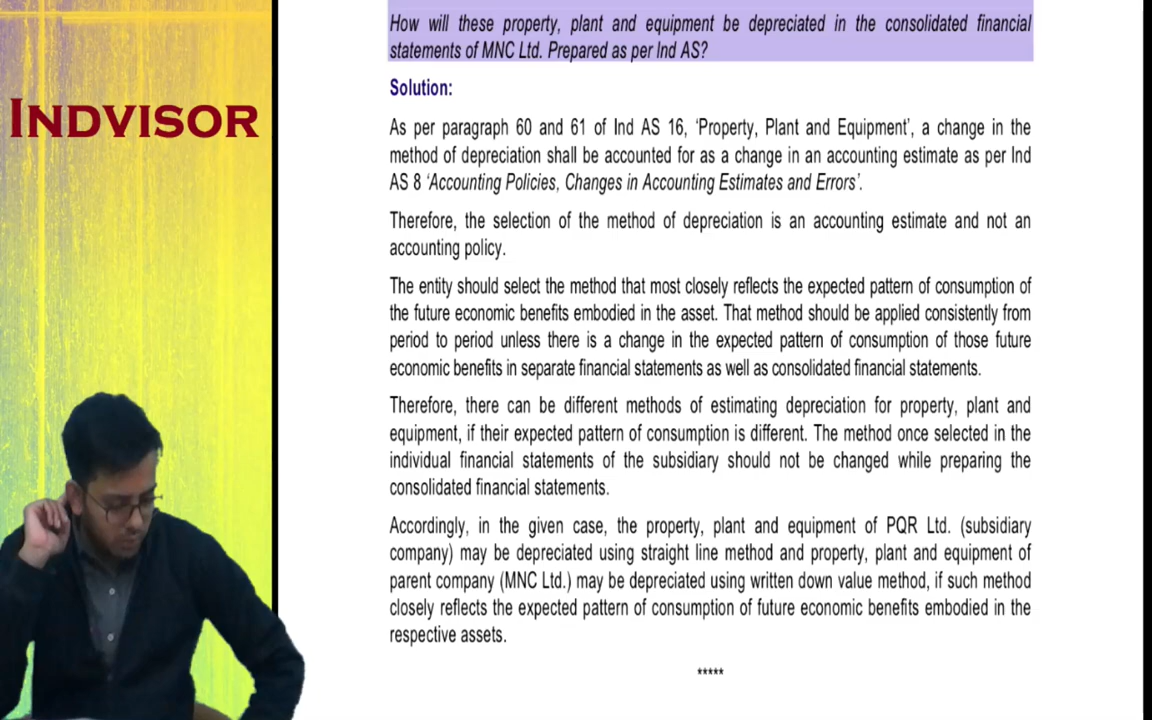 INDVISOR
How will these property, plant and equipment be depreciated in the consolidated financial
statements of MNC Ltd. Prepared as per Ind AS?
Solution:
As per paragraph 60 and 61 of Ind AS 16, ‘Property, Plant and Equipment’, a change in the
method of depreciation shall be accounted for as a change in an accounting estimate as per Ind
AS 8 ‘Accounting Policies, Changes in Accounting Estimates and Errors’.
Therefore, the selection of the method of depreciation is an accounting estimate and not an
accounting policy.
The entity should select the method that most closely reflects the expected pattern of consumption of
the future economic benefits embodied in the asset. That method should be applied consistently from
period to period unless there is a change in the expected pattern of consumption of those future
economic benefits in separate financial statements as well as consolidated financial statements.
Therefore, there can be different methods of estimating depreciation for property, plant and
equipment, if their expected pattern of consumption is different. The method once selected in the
individual financial statements of the subsidiary should not be changed while preparing the
consolidated financial statements.
Accordingly, in the given case, the property, plant and equipment of PQR Ltd. (subsidiary
company) may be depreciated using straight line method and property, plant and equipment of
parent company (MNC Ltd.) may be depreciated using written down value method, if such method
closely reflects the expected pattern of consumption of future economic benefits embodied in the
respective assets.
*****